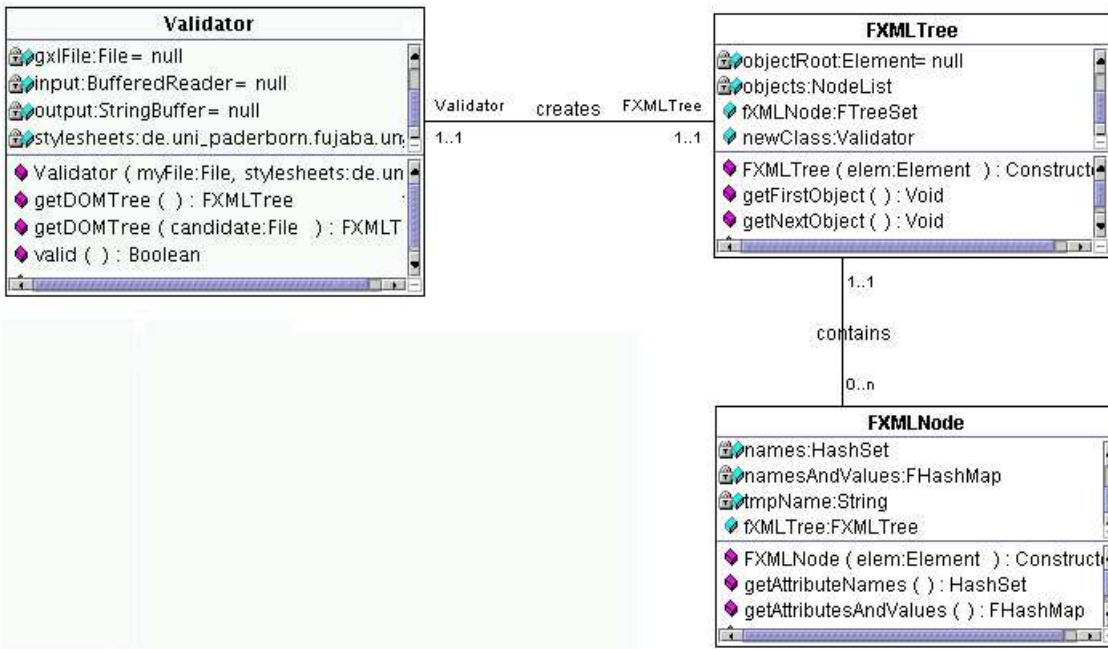 Validator
gxlFile:File= null
input:BufferedReader= null
output:StringBuffer= null
stylesheets:de.uni_paderborn.fujaba.un
Validator ( myFile:File, stylesheets:de.un
getDOMTree ( ) : FXMLTree
getDOMTree ( candidate:File ) : FXMLT
valid ( ) : Boolean
Validator creates FXMLTree
1..1 1..1
FXMLTree
objectRoot:Element= null
objects:NodeList
fXMLNode:FTreeSet
newClass:Validator
FXMLTree ( elem:Element ) : Constructo
getFirstObject ( ) : Void
getNextObject ( ) : Void
1..1
contains
0..n
FXMLNode
names:HashSet
namesAndValues:FHashMap
tmpName:String
fXMLTree:FXMLTree
FXMLNode ( elem:Element ) : Constructo
getAttributeNames ( ) : HashSet
getAttributesAndValues ( ) : FHashMap